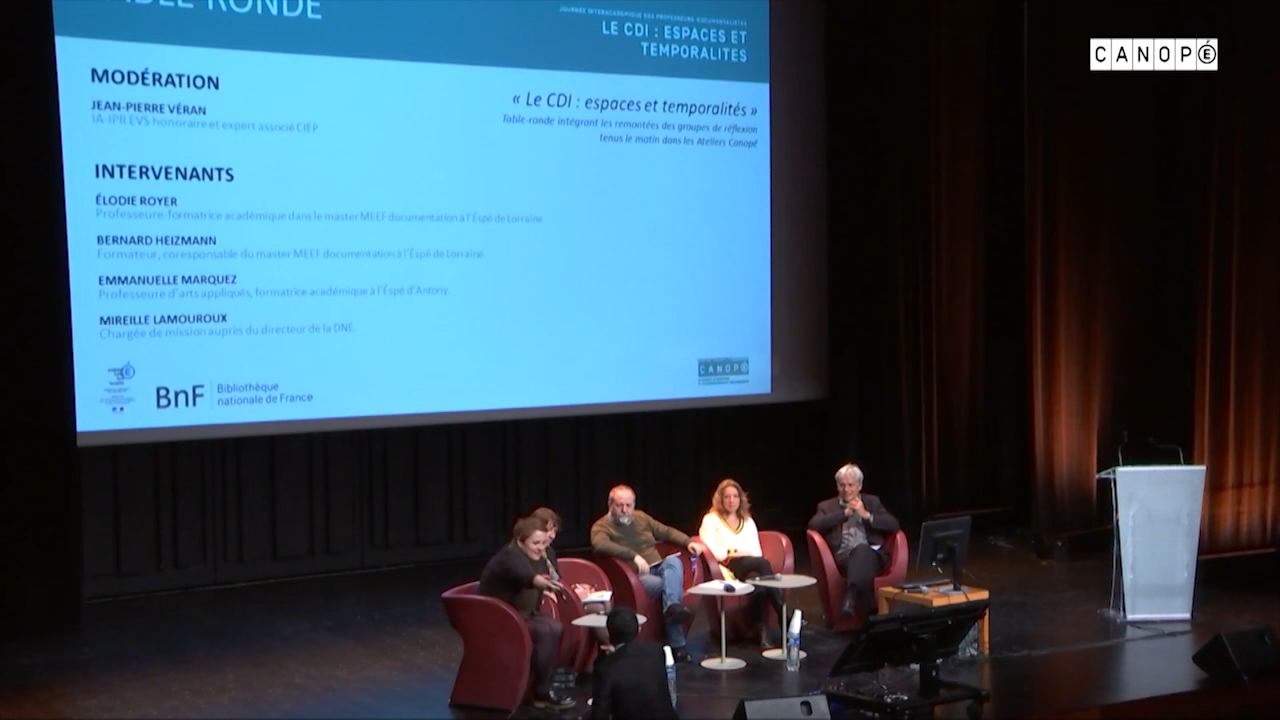 TABLE RONDE
JOURNÉE INTERACADÉMIQUE DES PROFESSEURS DOCUMENTALISTES
LE CDI : ESPACES ET
TEMPORALITÉS
CANOPÉ
MODÉRATION
JEAN-PIERRE VÉRAN
IA-IPR EVS honoraire et expert associé CIEP
« Le CDI : espaces et temporalités »
Table-ronde intégrant les remontées des groupes de réflexion
tenus le matin dans les Ateliers Canopé
INTERVENANTS
ÉLODIE ROYER
Professeure-formatrice académique dans le master MEEF documentation à l'Éspé de Lorraine
BERNARD HEIZMANN
Formateur, coresponsable du master MEEF documentation à l'Éspé de Lorraine.
EMMANUELLE MARQUEZ
Professeure d'arts appliqués, formatrice académique à l'Éspé d'Antony.
MIREILLE LAMOUROUX
Chargée de mission auprès du directeur de la DNE.
BnF
Bibliothèque
nationale de France
CANOPÉ